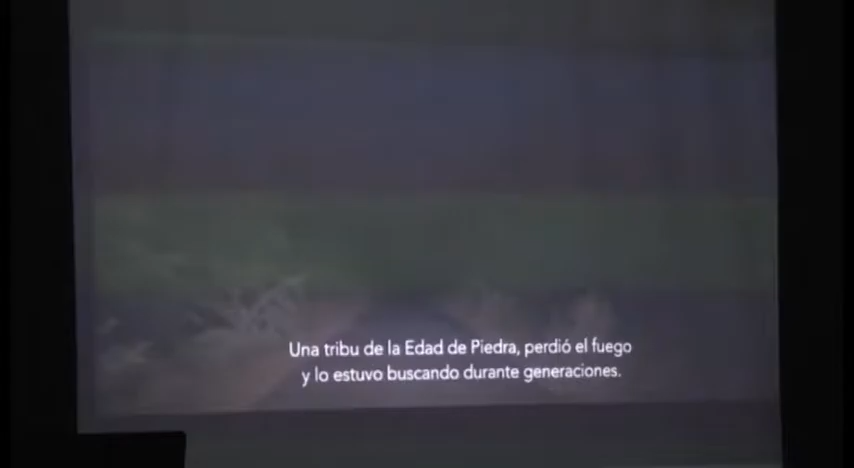 Una tribu de la Edad de Piedra, perdió el fuego
y lo estuvo buscando durante generaciones.